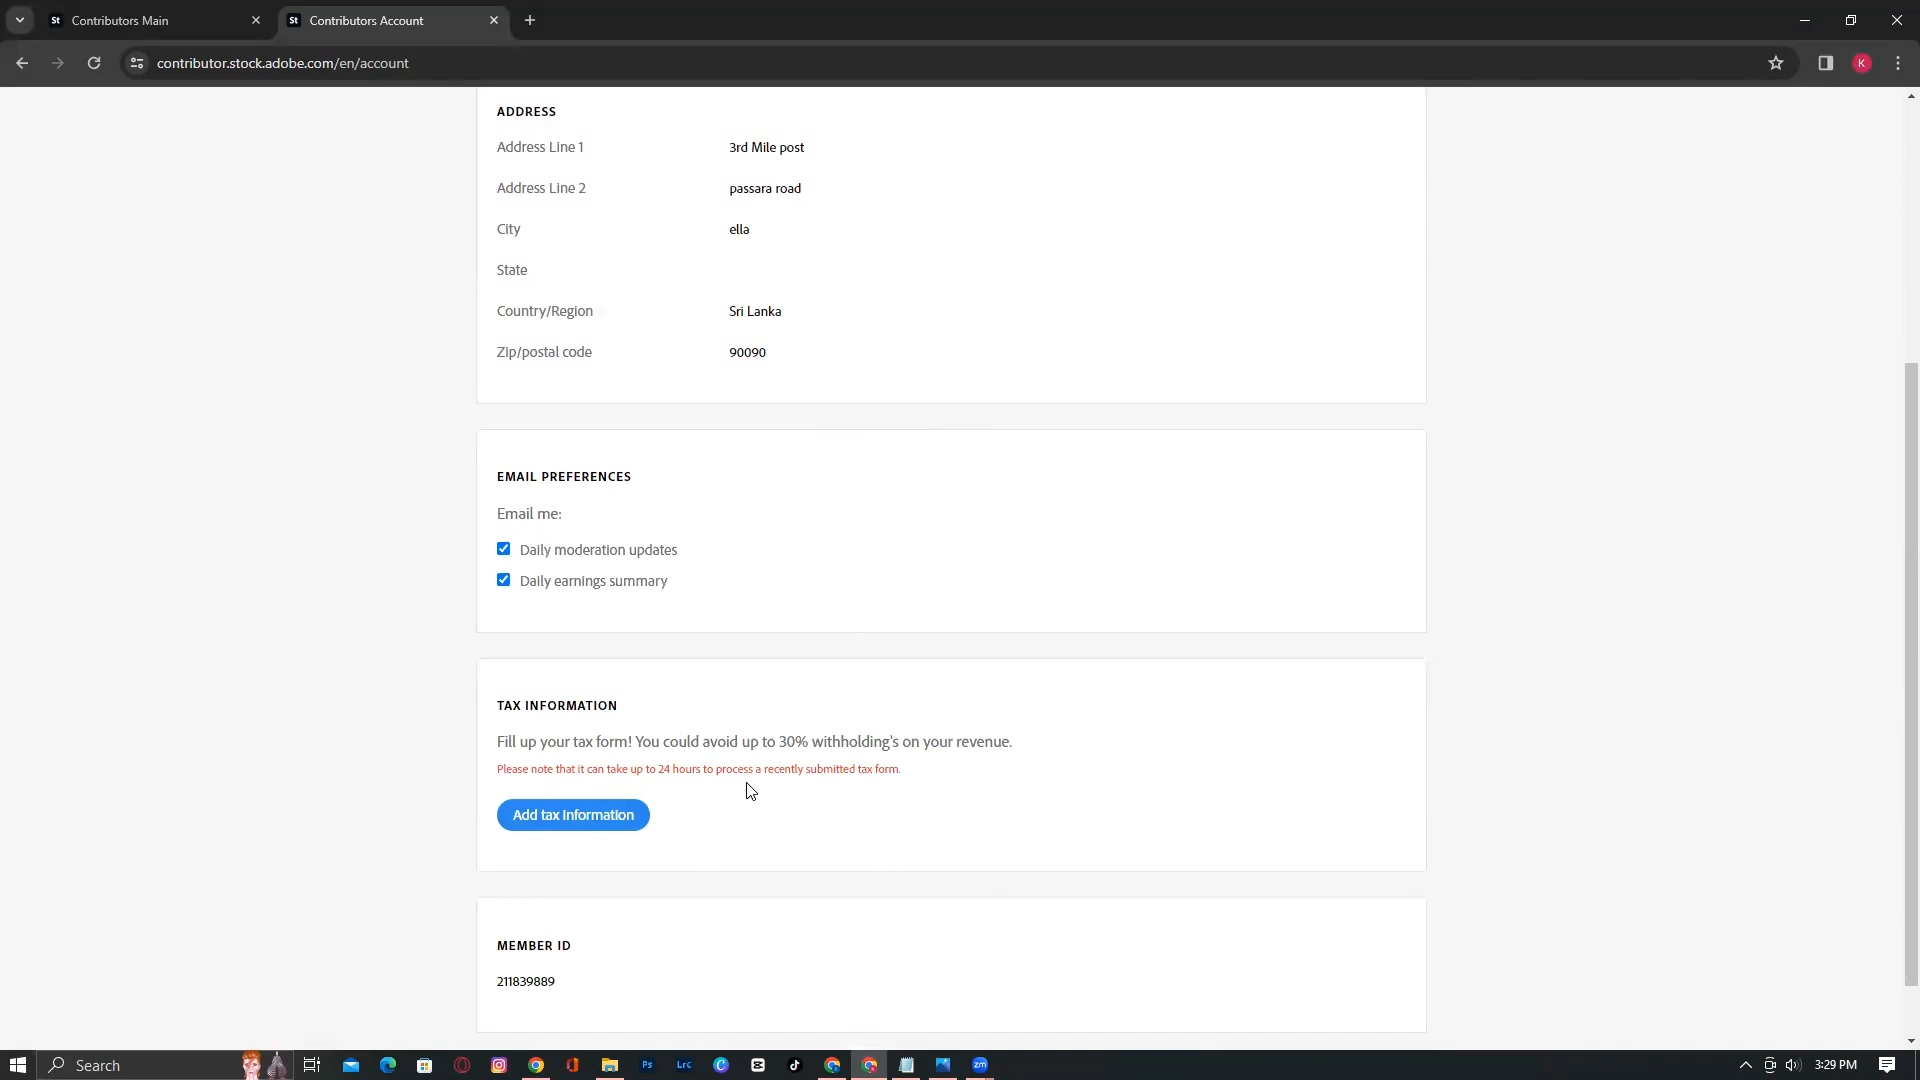 Contributors Main
Contributors Account
contributor.stock.adobe.com/en/account
K
ADDRESS
Address Line 1 3rd Mile post
Address Line 2 passara road
City ella
State
Country/Region Sri Lanka
Zip/postal code 90090
EMAIL PREFERENCES
Email me:
Daily moderation updates
Daily earnings summary
TAX INFORMATION
Fill up your tax form! You could avoid up to 30% withholding's on your revenue.
Please note that it can take up to 24 hours to process a recently submitted tax form.
Add tax information
MEMBER ID
211839889
Search
Ps
Lrc
zm
3:29 PM